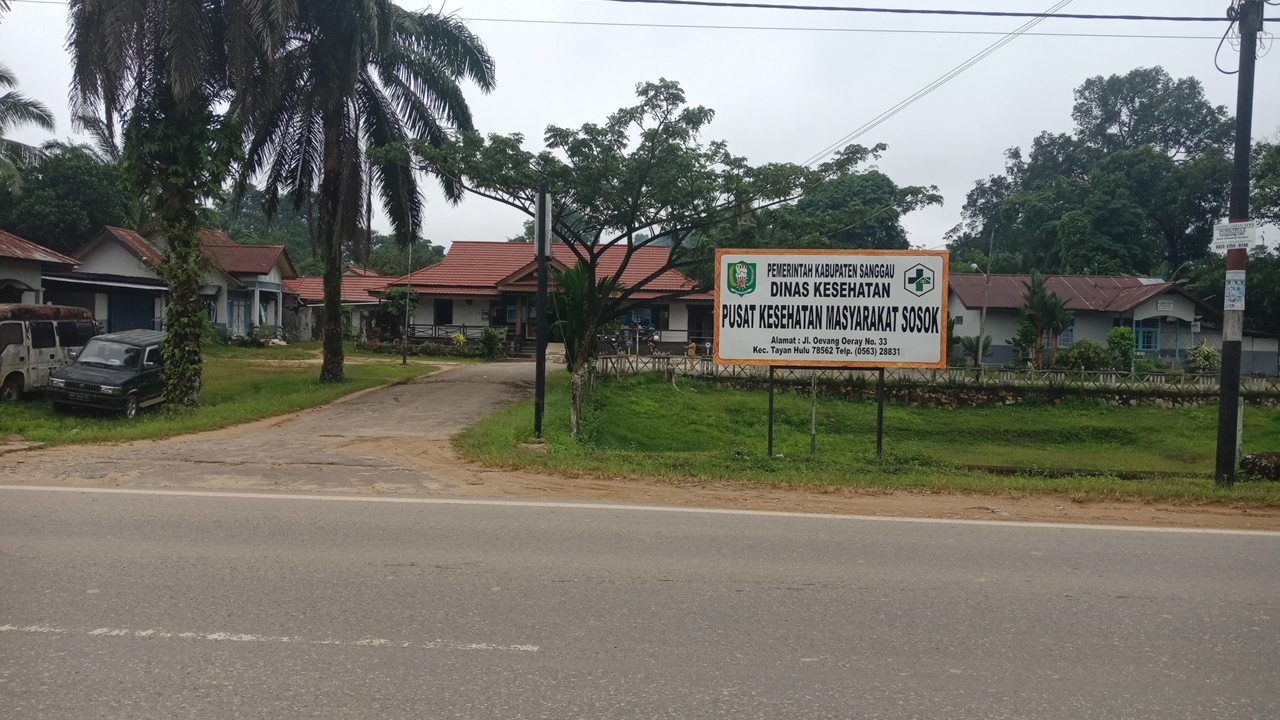 PEMERINTAH KABUPATEN SANGGAU
DINAS KESEHATAN
PUSAT KESEHATAN MASYARAKAT SOSOK
Alamat : Jl. Oevang Oeray No. 33
Kec. Tayan Hulu 78562 Telp. (0563) 28831